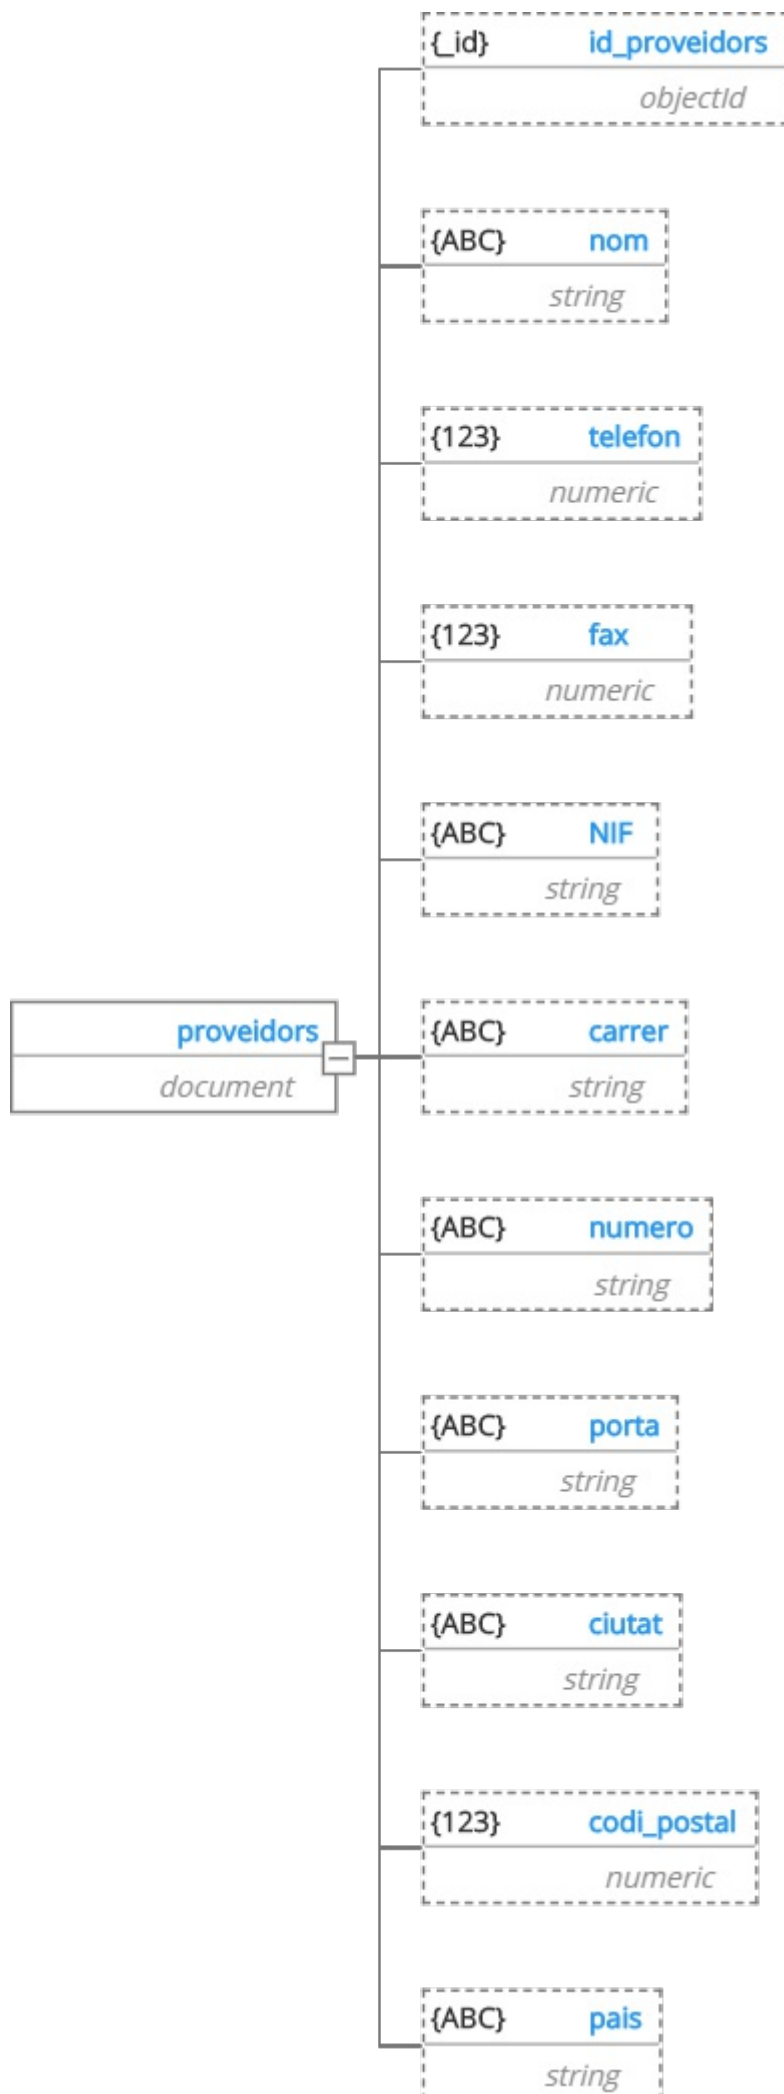 {_id} id_proveidors
objectId
{ABC} nom
string
{123} telefon
numeric
{123} fax
numeric
{ABC} NIF
string
proveidors
document
{ABC} carrer
string
{ABC} numero
string
{ABC} porta
string
{ABC} ciutat
string
{123} codi_postal
numeric
{ABC} pais
string